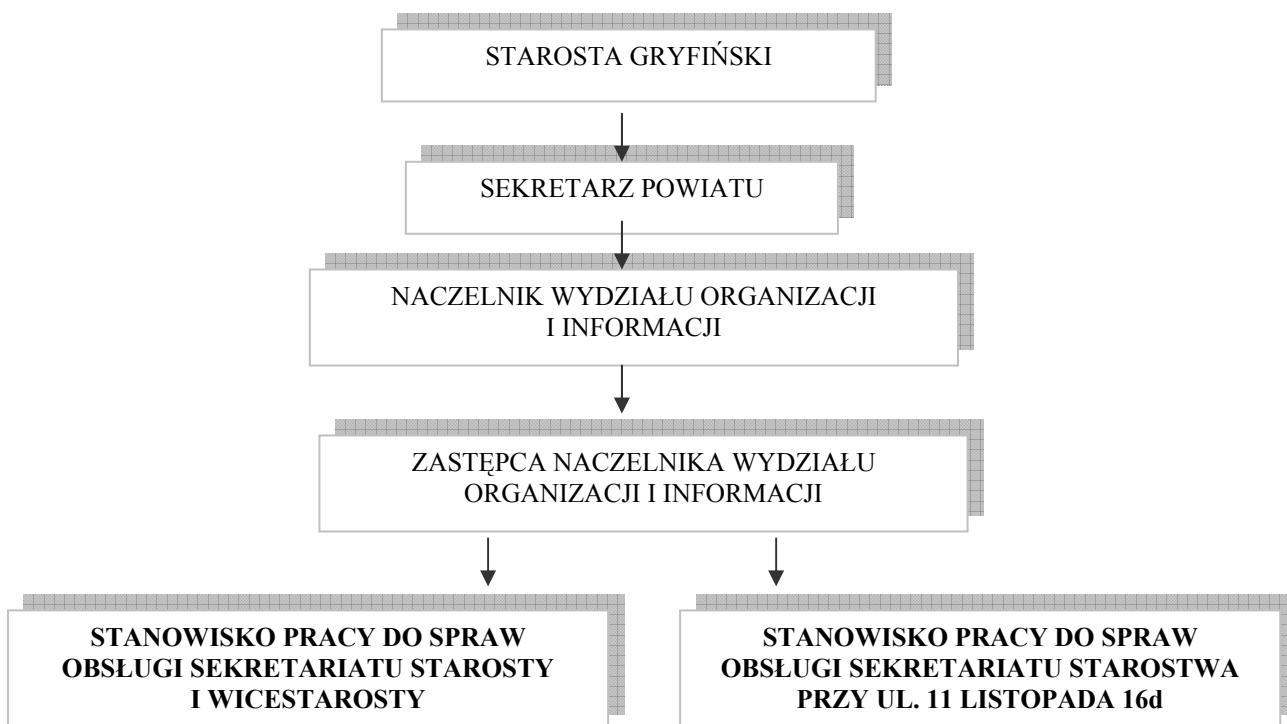 STAROSTA GRYFIŃSKI
SEKRETARZ POWIATU
NACZELNIK WYDZIAŁU ORGANIZACJI
I INFORMACJI
ZASTĘPCA NACZELNIKA WYDZIAŁU
ORGANIZACJI I INFORMACJI
STANOWISKO PRACY DO SPRAW
OBSŁUGI SEKRETARIATU STAROSTY
I WICESTAROSTY
STANOWISKO PRACY DO SPRAW
OBSŁUGI SEKRETARIATU STAROSTWA
PRZY UL. 11 LISTOPADA 16d